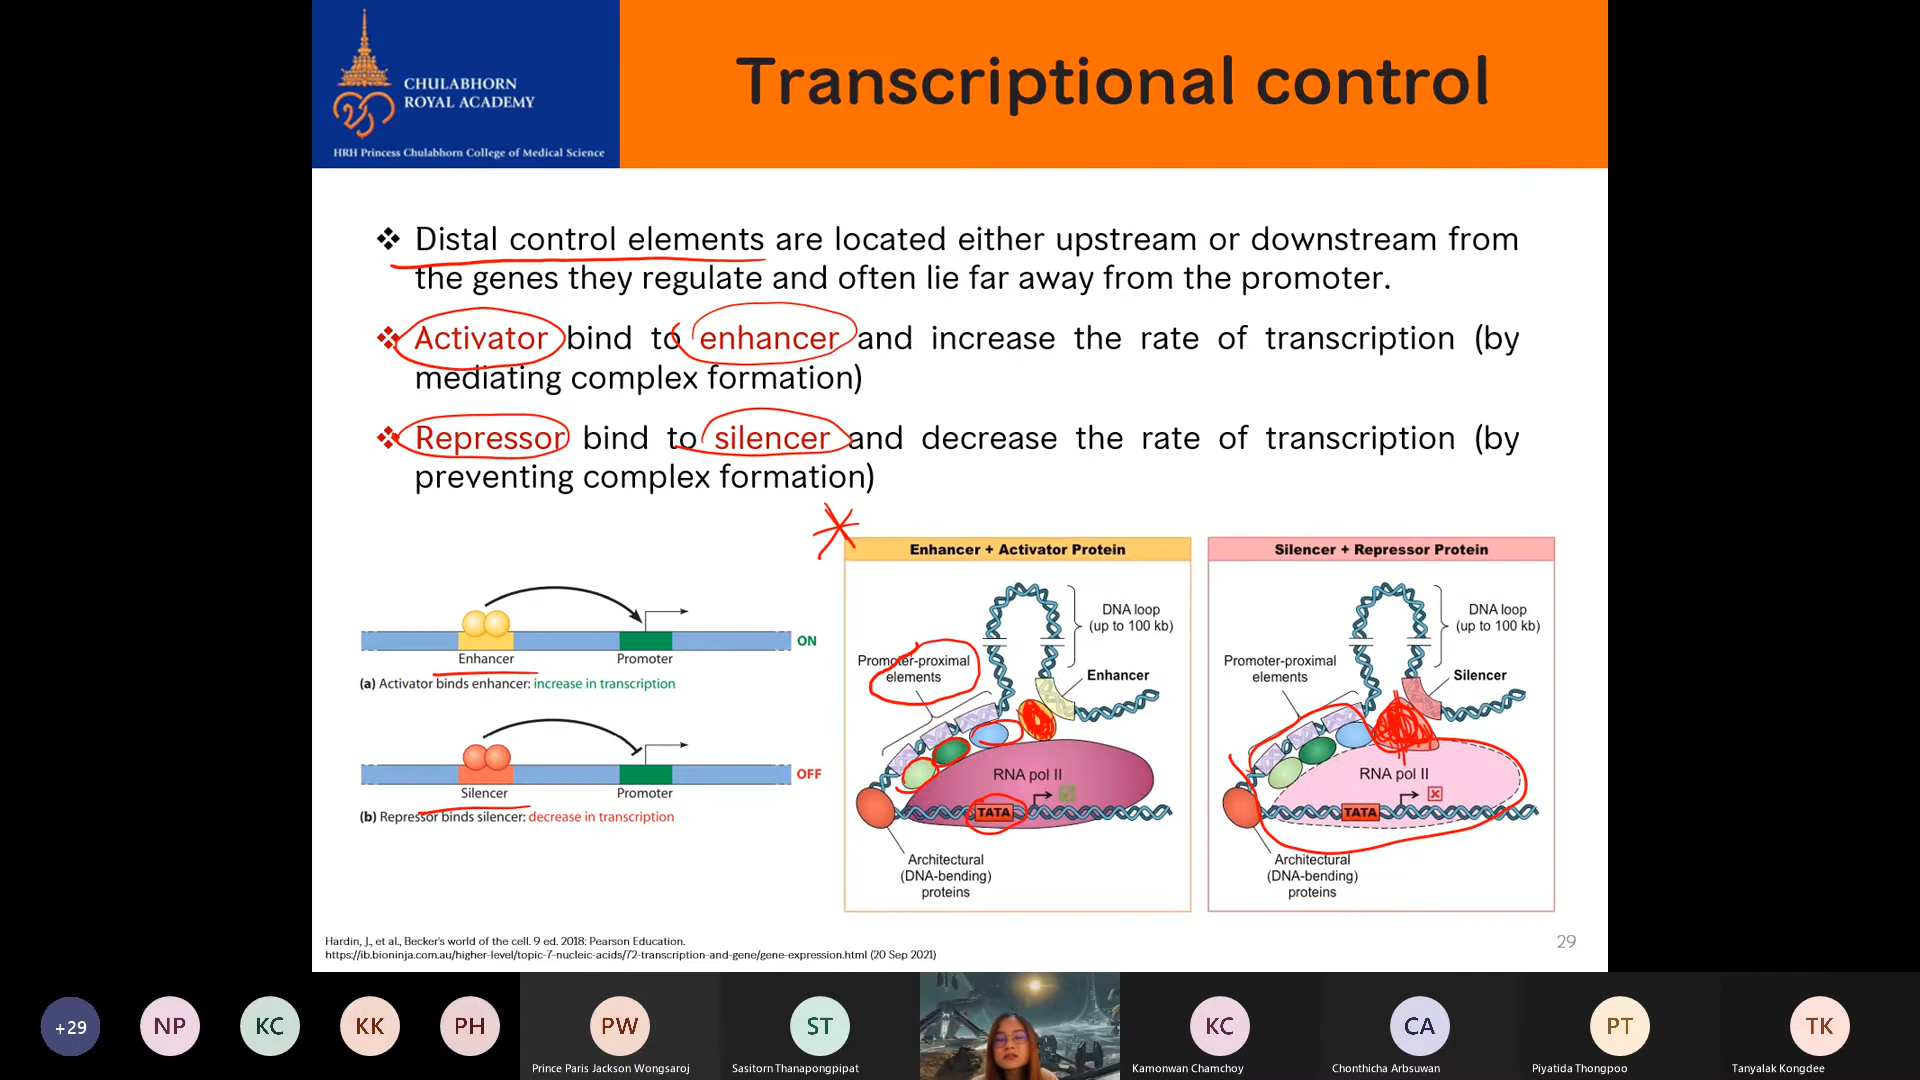 CHULABHORN
ROYAL ACADEMY
HRH Princess Chulabhorn College of Medical Science
Transcriptional control
❖ Distal control elements are located either upstream or downstream from
the genes they regulate and often lie far away from the promoter.
❖ Activator bind to enhancer and increase the rate of transcription (by
mediating complex formation)
❖ Repressor bind to silencer and decrease the rate of transcription (by
preventing complex formation)
Enhancer
Promoter
ON
(a) Activator binds enhancer: increase in transcription
Silencer
Promoter
OFF
(b) Repressor binds silencer: decrease in transcription
Enhancer + Activator Protein
DNA loop
(up to 100 kb)
Promoter-proximal
elements
Enhancer
RNA pol II
TATA
Architectural
(DNA-bending)
proteins
Silencer + Repressor Protein
DNA loop
(up to 100 kb)
Promoter-proximal
elements
Silencer
RNA pol II
TATA
Architectural
(DNA-bending)
proteins
Hardin, J., et al., Becker's world of the cell. 9 ed. 2018: Pearson Education.
https://ib.bioninja.com.au/higher-level/topic-7-nucleic-acids/72-transcription-and-gene/gene-expression.html (20 Sep 2021)
29
+29
NP
KC
KK
PH
PW
Prince Paris Jackson Wongsaroj
ST
Sasitorn Thanapongpipat
KC
Kamonwan Chamchoy
CA
Chonthicha Arbsuwan
PT
Piyatida Thongpoo
TK
Tanyalak Kongdee